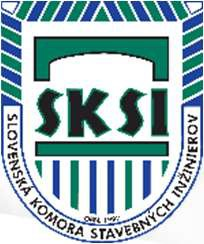 SKSI
SLOVENSKÁ KOMORA STAVEBNÝCH INŽINIEROV